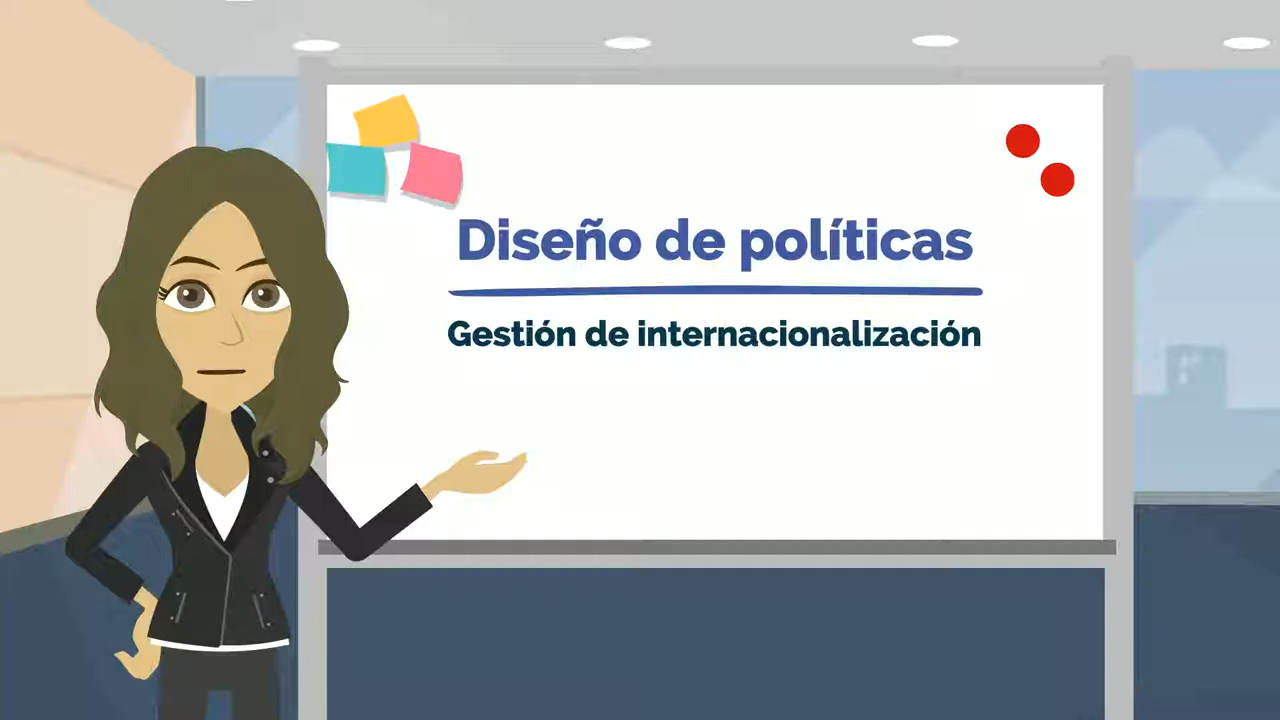 Diseño de políticas
Gestión de internacionalización